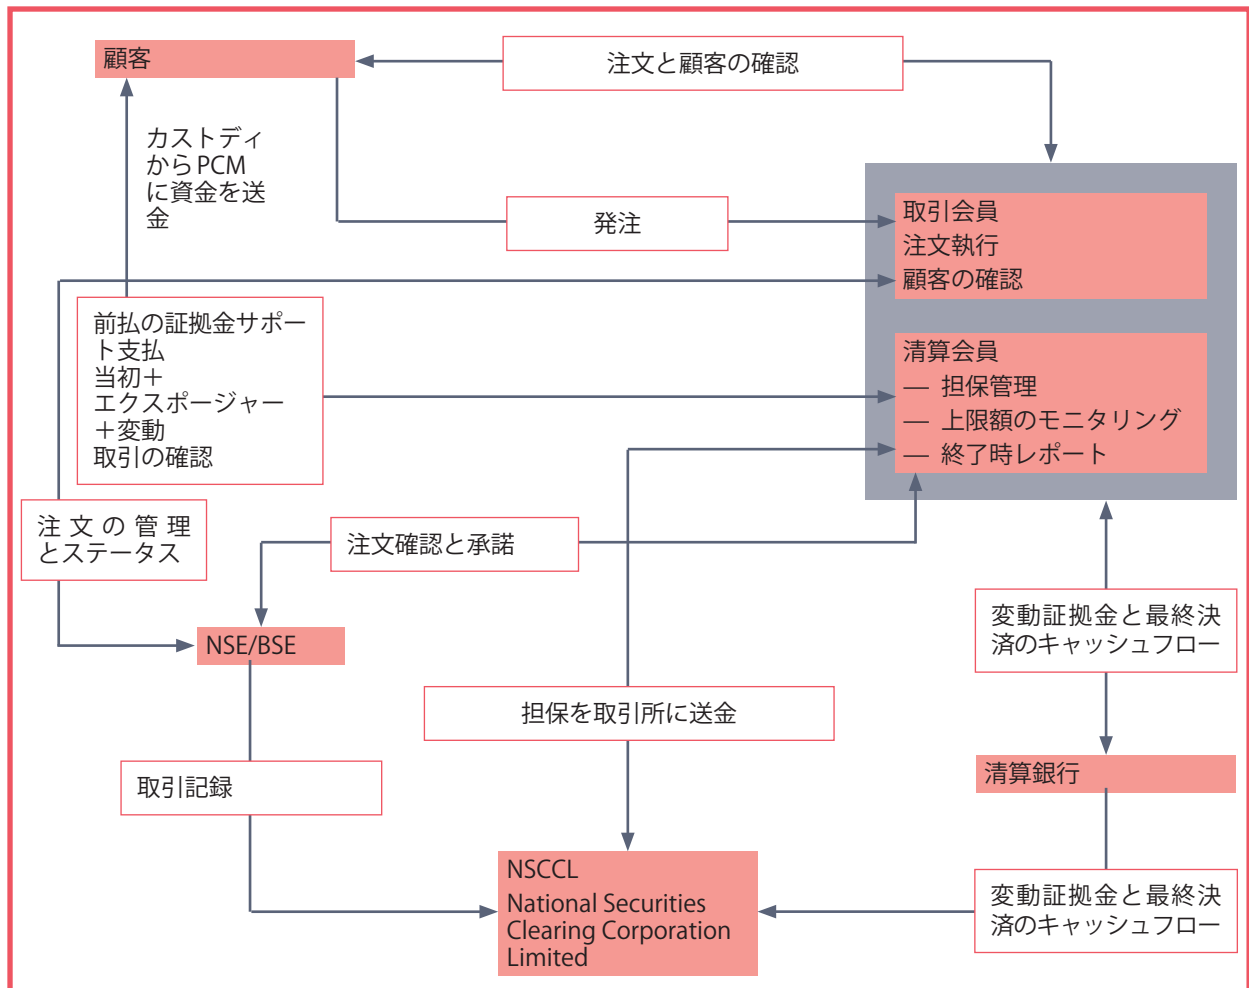 顧客
注文と顧客の確認
カストディ
からPCM
に資金を送
金
発注
取引会員
注文執行
顧客の確認
前払の証拠金サポー
ト支払
当初＋
エクスポージャー
＋変動
取引の確認
清算会員
— 担保管理
— 上限額のモニタリング
— 終了時レポート
注文の管理
とステータス
注文確認と承諾
NSE/BSE
変動証拠金と最終決
済のキャッシュフロー
担保を取引所に送金
取引記録
清算銀行
NSCCL
National Securities
Clearing Corporation
Limited
変動証拠金と最終決
済のキャッシュフロー